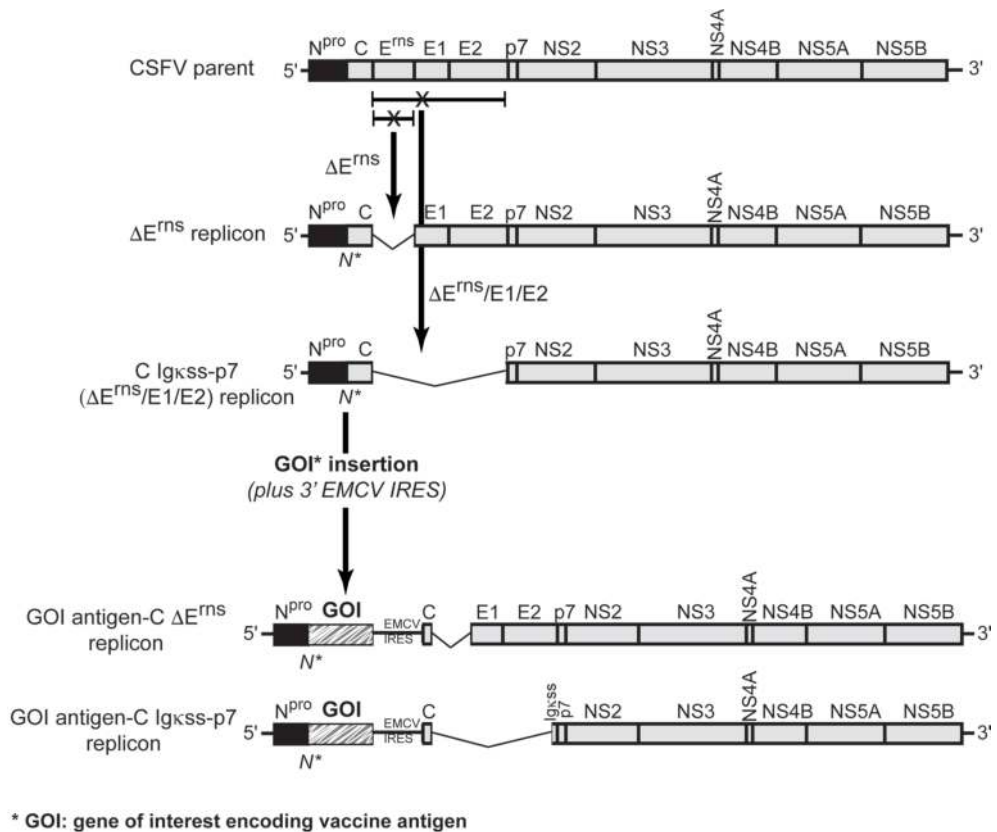 N^pro C E^rns E1 E2 p7 NS2 NS3 NS4A NS4B NS5A NS5B
CSFV parent 5' 3'
X
X
ΔE^rns
N^pro C E1 E2 p7 NS2 NS3 NS4A NS4B NS5A NS5B
ΔE^rns replicon 5' 3'
N*
ΔE^rns/E1/E2
N^pro C p7 NS2 NS3 NS4A NS4B NS5A NS5B
C Igκss-p7 5' 3'
(ΔE^rns/E1/E2) replicon
N*
GOI* insertion
(plus 3' EMCV IRES)
N^pro GOI C E1 E2 p7 NS2 NS3 NS4A NS4B NS5A NS5B
GOI antigen-C ΔE^rns
replicon
5' EMCV 3'
IRES
N*
N^pro GOI C Igκss p7 NS2 NS3 NS4A NS4B NS5A NS5B
GOI antigen-C Igκss-p7
replicon
5' EMCV 3'
IRES
N*
* GOI: gene of interest encoding vaccine antigen